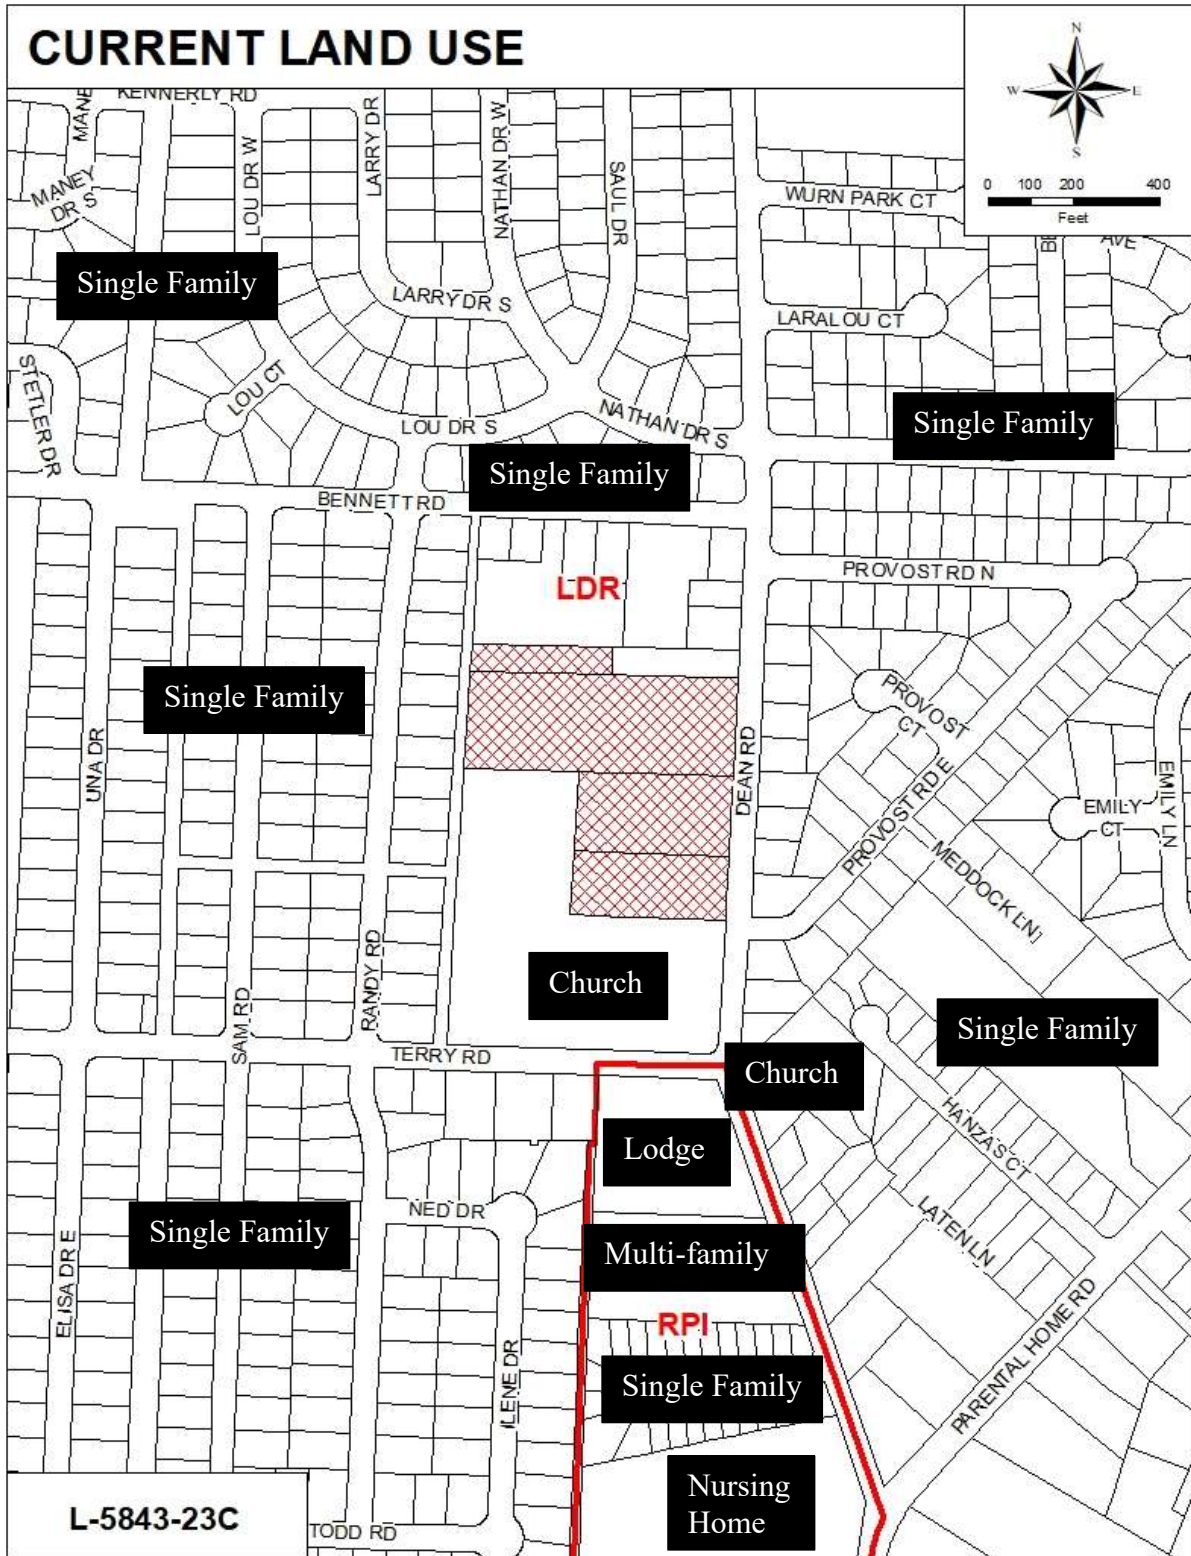 CURRENT LAND USE
N
W E
S
0 100 200 400
Feet
KENNERLY RD
MANEY
DR S
LOU DR W
LARRY DR
NATHAN DR W
SAUL DR
WURN PARK CT
AVE
Single Family
LARRY DR S
LARALOU CT
STETLER DR
LOU CT
LOU DR S
NATHAN DR S
Single Family
Single Family
BENNETT RD
PROVOST RD N
LDR
Single Family
UNA DR
DEAN RD
PROVOST
CT
PROVOST RD E
EMILY
CT
EMILY LN
MEDDOCK LN
Church
Single Family
RANDY RD
SAM RD
TERRY RD
Church
HANZAS CT
Lodge
LATEN LN
Single Family
NED DR
Multi-family
ELISA DR E
RPI
PARENTAL HOME RD
ILENE DR
Single Family
Nursing
Home
L-5843-23C
TODD RD